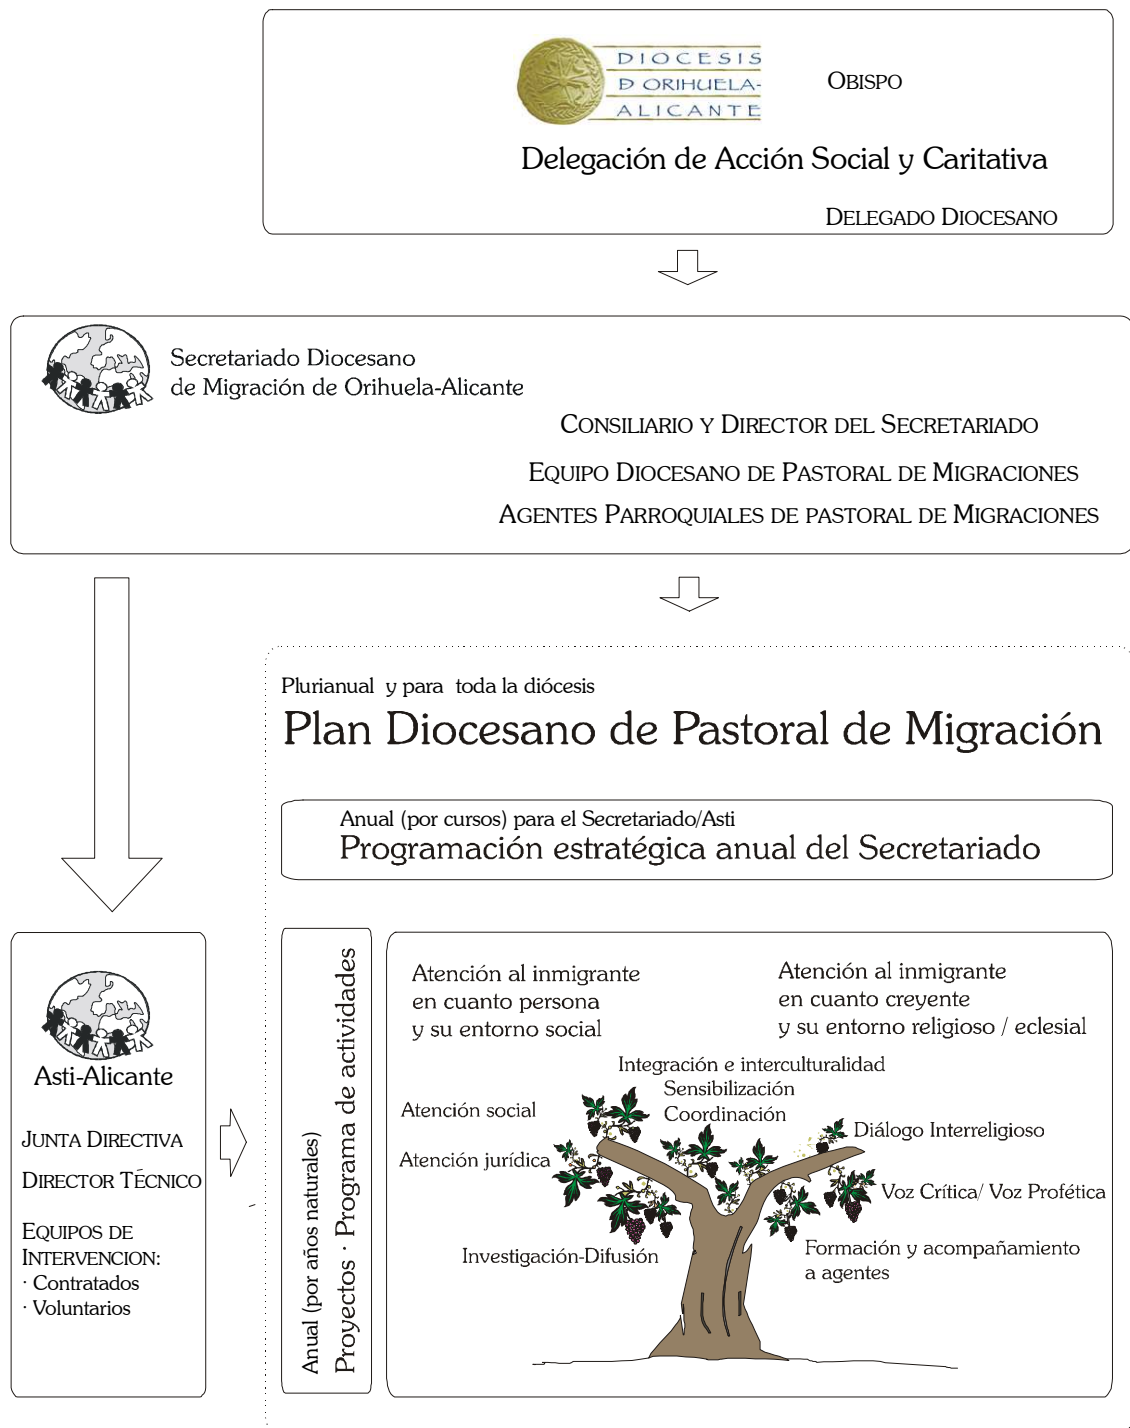 DIOCESIS
D ORIHUELA-
ALICANTE
OBISPO
Delegación de Acción Social y Caritativa
DELEGADO DIOCESANO
Secretariado Diocesano
de Migración de Orihuela-Alicante
CONSILIARIO Y DIRECTOR DEL SECRETARIADO
EQUIPO DIOCESANO DE PASTORAL DE MIGRACIONES
AGENTES PARROQUIALES DE PASTORAL DE MIGRACIONES
Plurianual y para toda la diócesis
Plan Diocesano de Pastoral de Migración
Anual (por cursos) para el Secretariado/Asti
Programación estratégica anual del Secretariado
Asti-Alicante
JUNTA DIRECTIVA
DIRECTOR TÉCNICO
EQUIPOS DE
INTERVENCION:
· Contratados
· Voluntarios
Anual (por años naturales)
Proyectos · Programa de actividades
Atención al inmigrante
en cuanto persona
y su entorno social
Atención al inmigrante
en cuanto creyente
y su entorno religioso / eclesial
Integración e interculturalidad
Sensibilización
Coordinación
Atención social
Atención jurídica
Investigación-Difusión
Diálogo Interreligioso
Voz Crítica/ Voz Profética
Formación y acompañamiento
a agentes